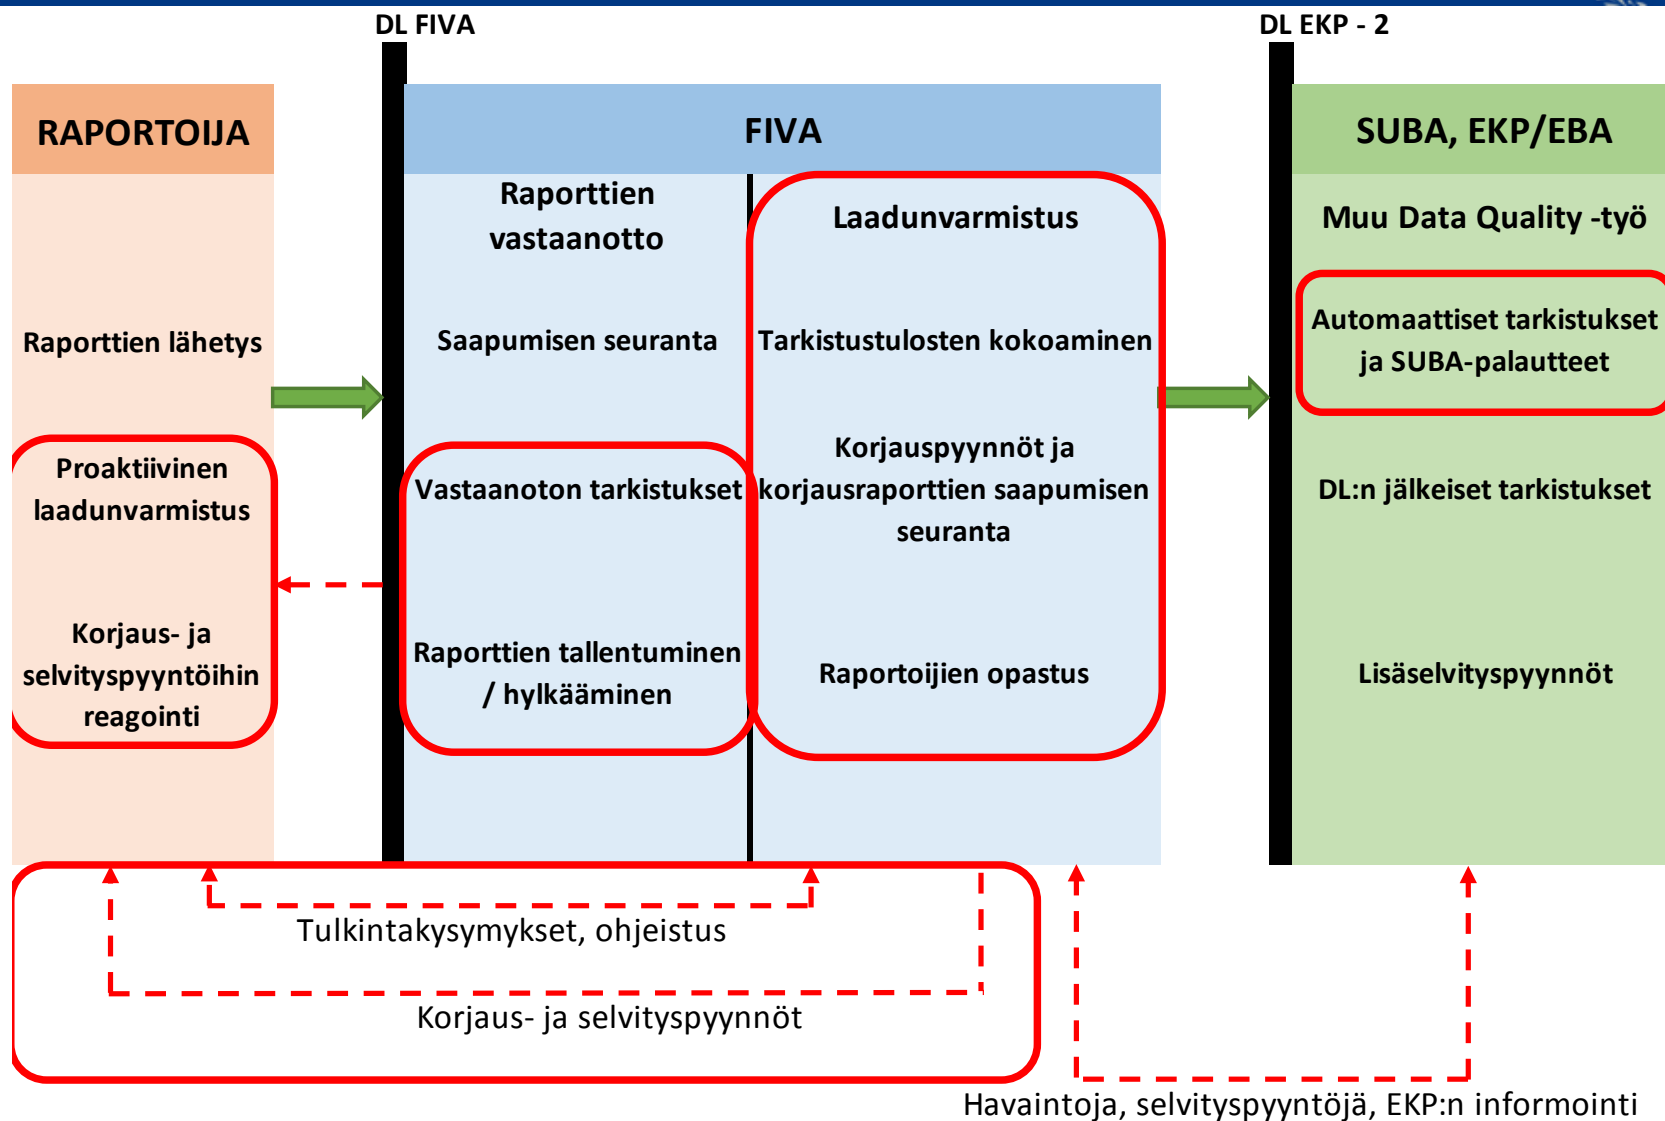 DL FIVA
DL EKP - 2
RAPORTOIJA
FIVA
SUBA, EKP/EBA
Raporttien lähetys
Proaktiivinen
laadunvarmistus
Korjaus- ja
selvityspyyntöihin
reagointi
Raporttien
vastaanotto
Saapumisen seuranta
Vastaanoton tarkistukset
Raporttien tallentuminen
/ hylkääminen
Laadunvarmistus
Tarkistustulosten kokoaminen
Korjauspyynnöt ja
korjausraporttien saapumisen
seuranta
Raportoijien opastus
Muu Data Quality -työ
Automaattiset tarkistukset
ja SUBA-palautteet
DL:n jälkeiset tarkistukset
Lisäselvityspyynnöt
Tulkintakysymykset, ohjeistus
Korjaus- ja selvityspyynnöt
Havaintoja, selvityspyyntöjä, EKP:n informointi